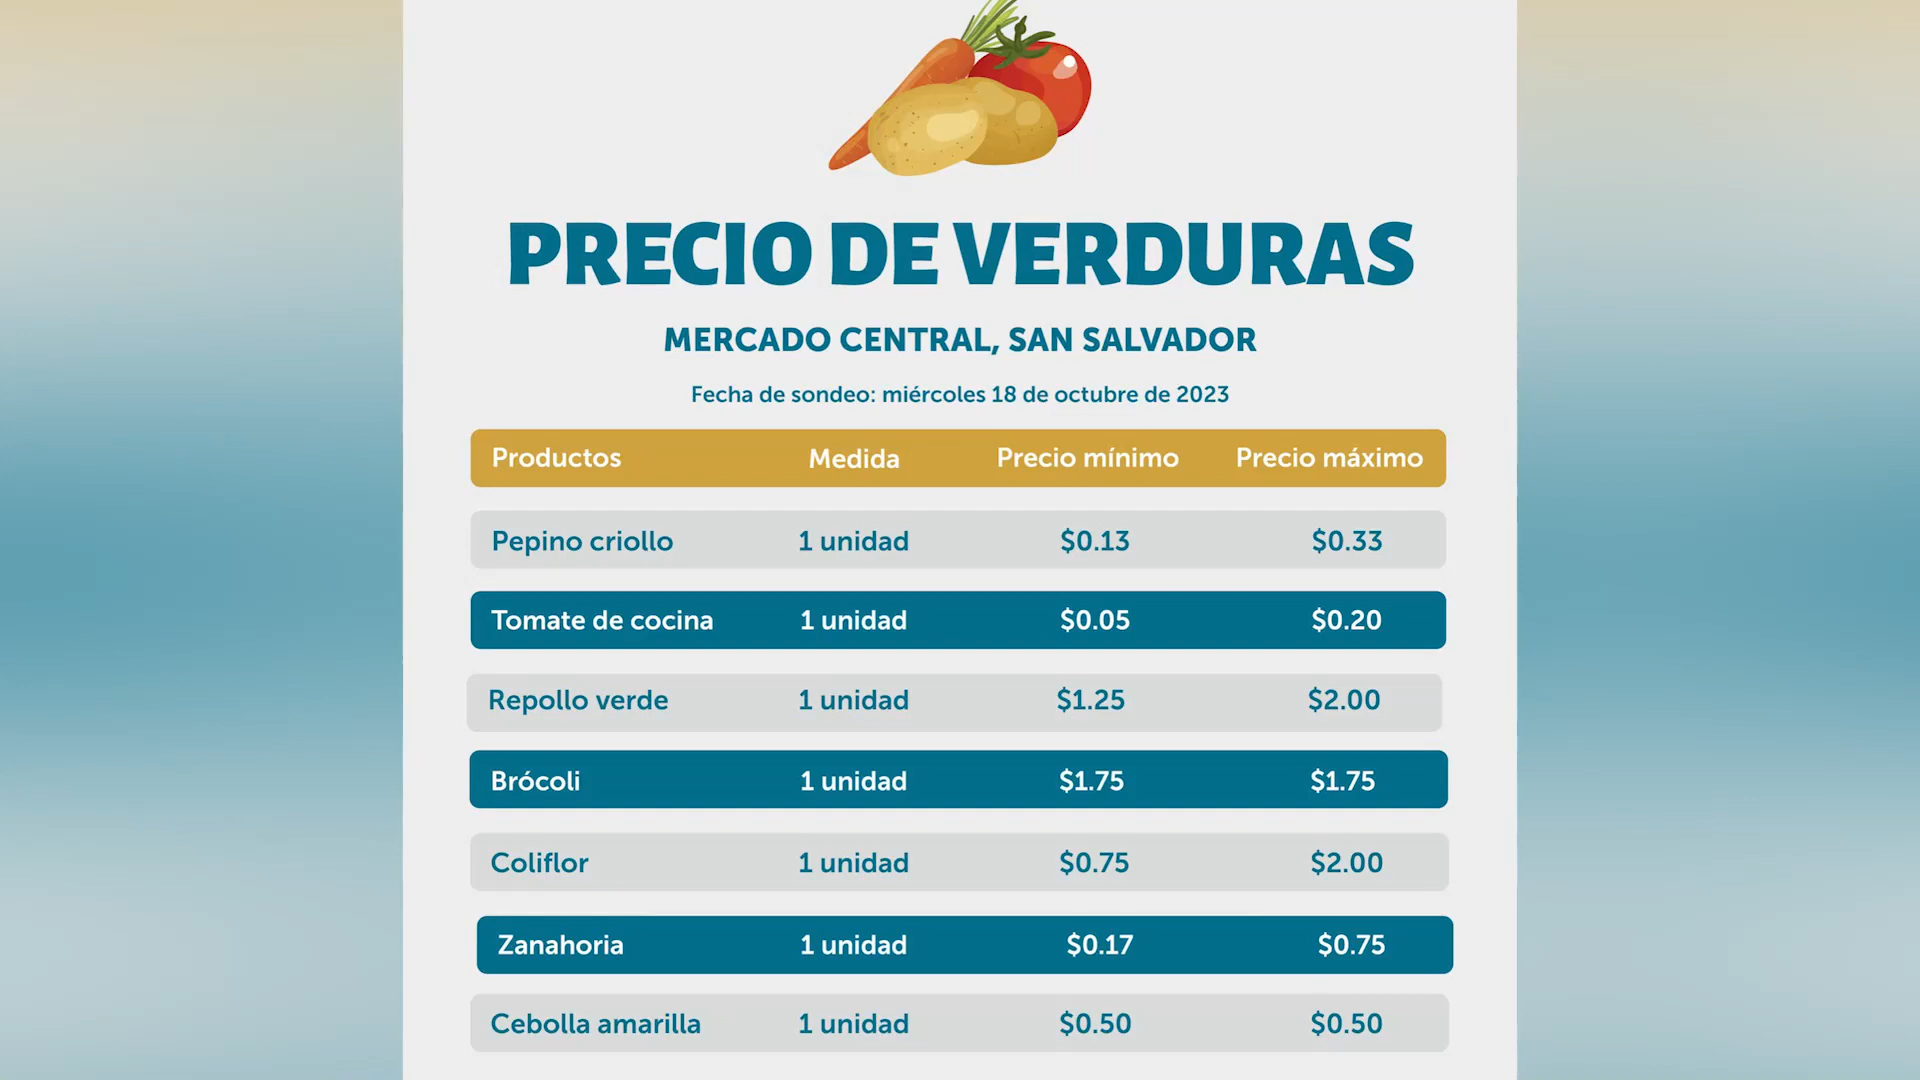 PRECIO DE VERDURAS
MERCADO CENTRAL, SAN SALVADOR
Fecha de sondeo: miércoles 18 de octubre de 2023
Productos Medida Precio mínimo Precio máximo
Pepino criollo 1 unidad $0.13 $0.33
Tomate de cocina 1 unidad $0.05 $0.20
Repollo verde 1 unidad $1.25 $2.00
Brócoli 1 unidad $1.75 $1.75
Coliflor 1 unidad $0.75 $2.00
Zanahoria 1 unidad $0.17 $0.75
Cebolla amarilla 1 unidad $0.50 $0.50